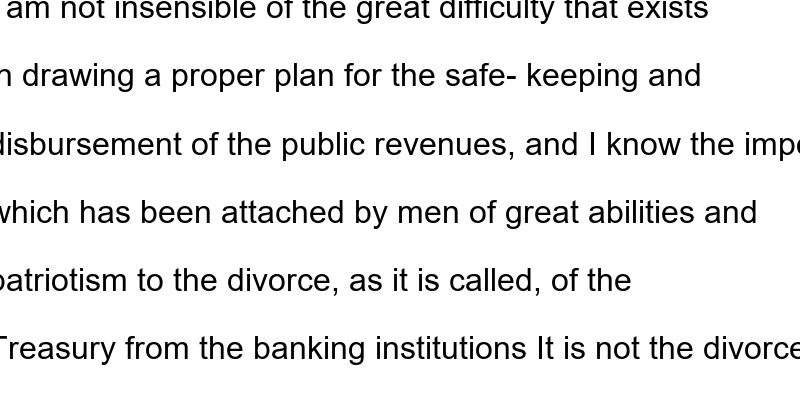 am not insensible of the great difficulty that exists
drawing a proper plan for the safe- keeping and
disbursement of the public revenues, and I know the
which has been attached by men of great abilities and
patriotism to the divorce, as it is called, of the
Treasury from the banking institutions It is not the divorce